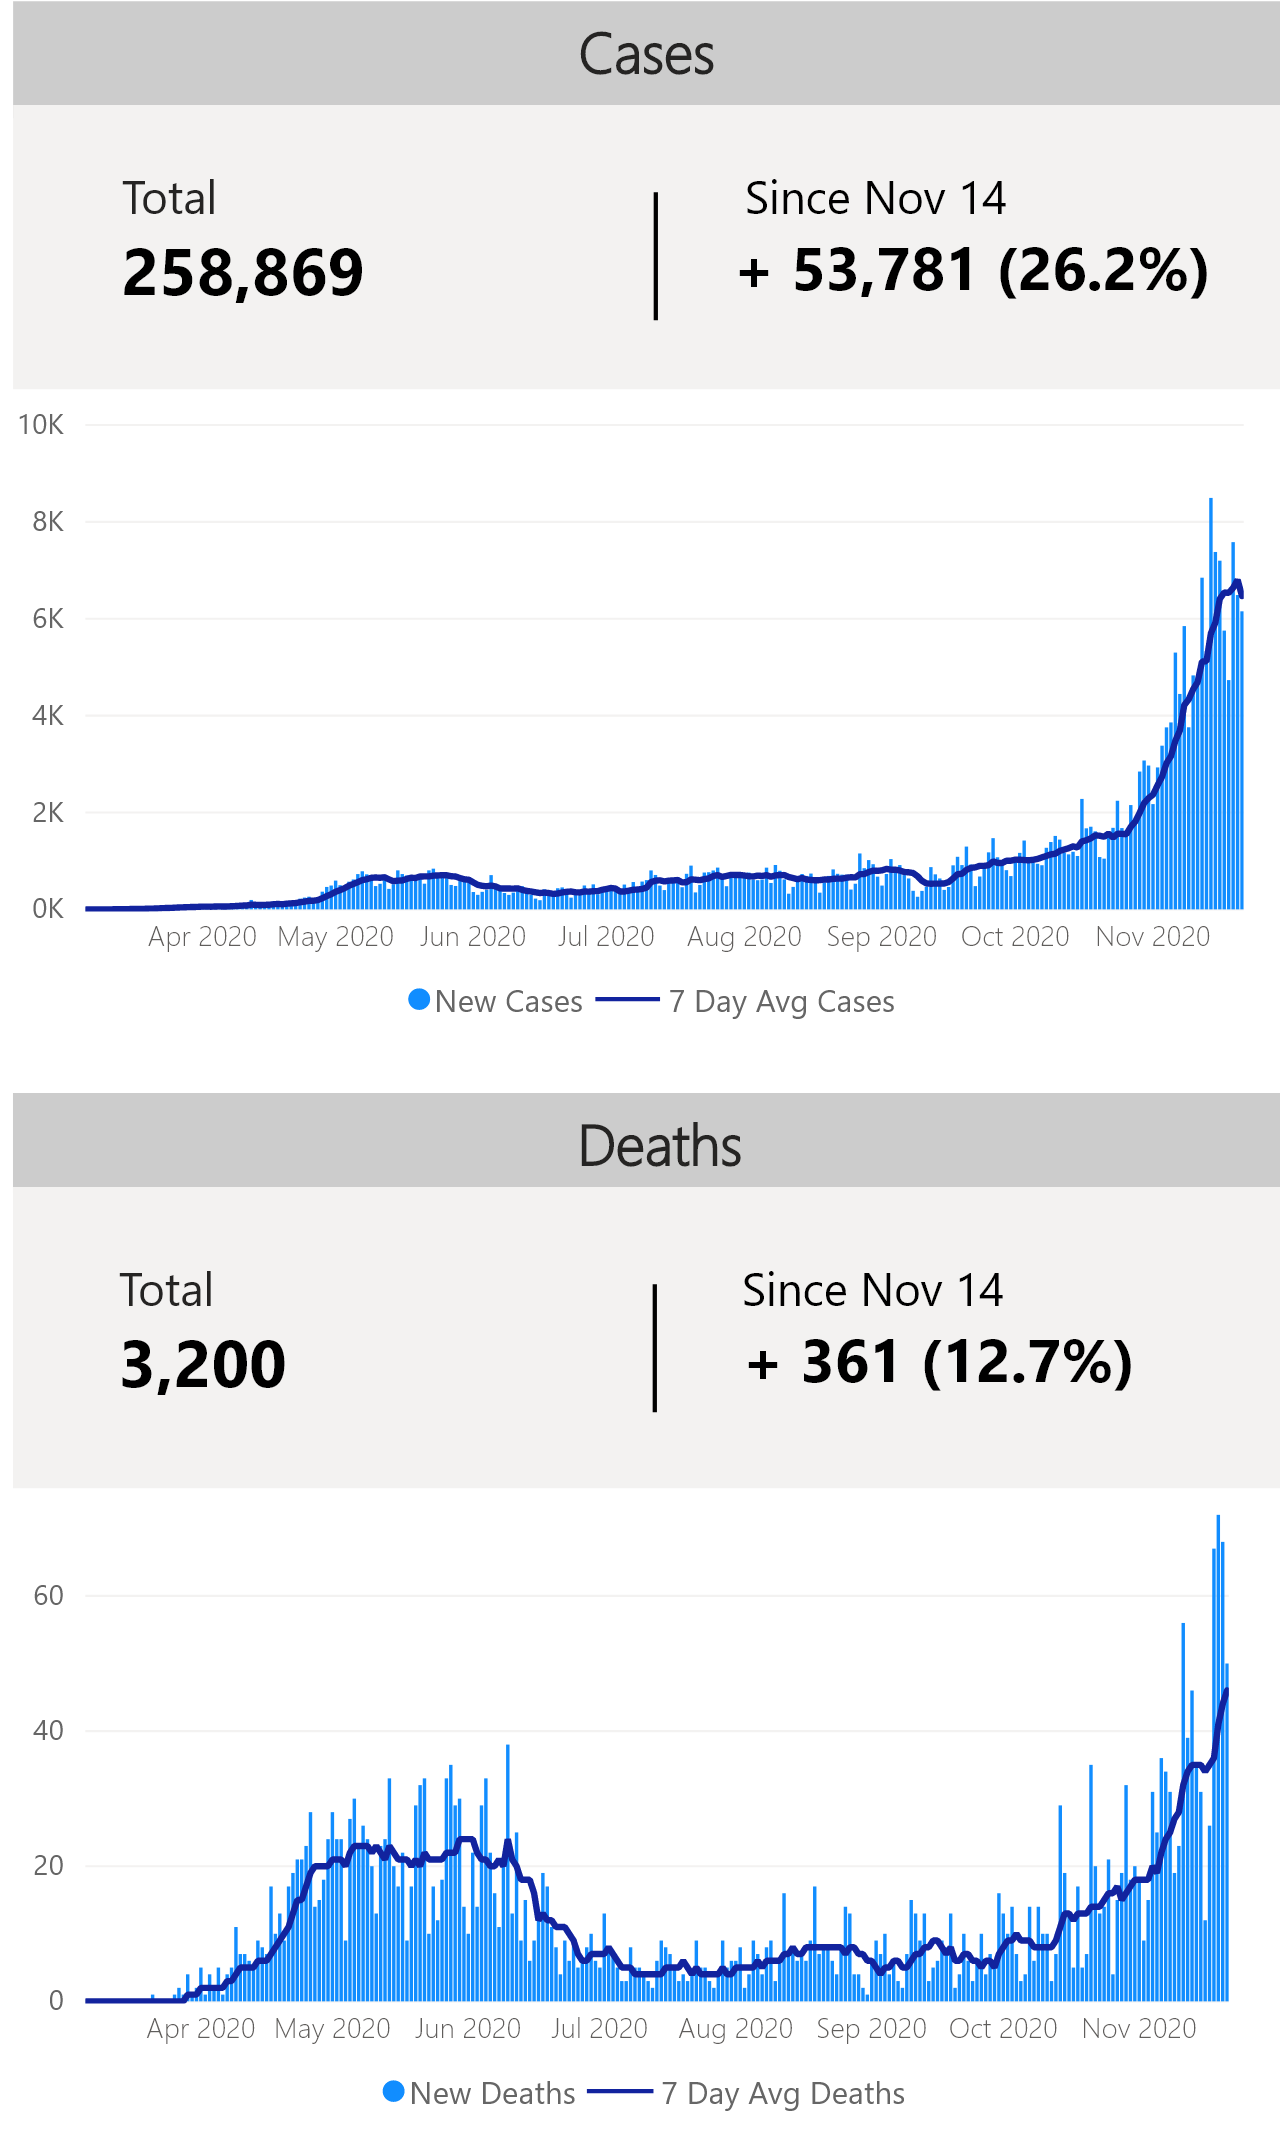 Cases
Total
Since Nov 14
258,869
+ 53,781 (26.2%)
10K
8K
6K
4K
2K
0K
Apr 2020 May 2020 Jun 2020 Jul 2020 Aug 2020 Sep 2020 Oct 2020 Nov 2020
New Cases 7 Day Avg Cases
Deaths
Total
Since Nov 14
3,200
+ 361 (12.7%)
60
40
20
0
Apr 2020 May 2020 Jun 2020 Jul 2020 Aug 2020 Sep 2020 Oct 2020 Nov 2020
New Deaths 7 Day Avg Deaths